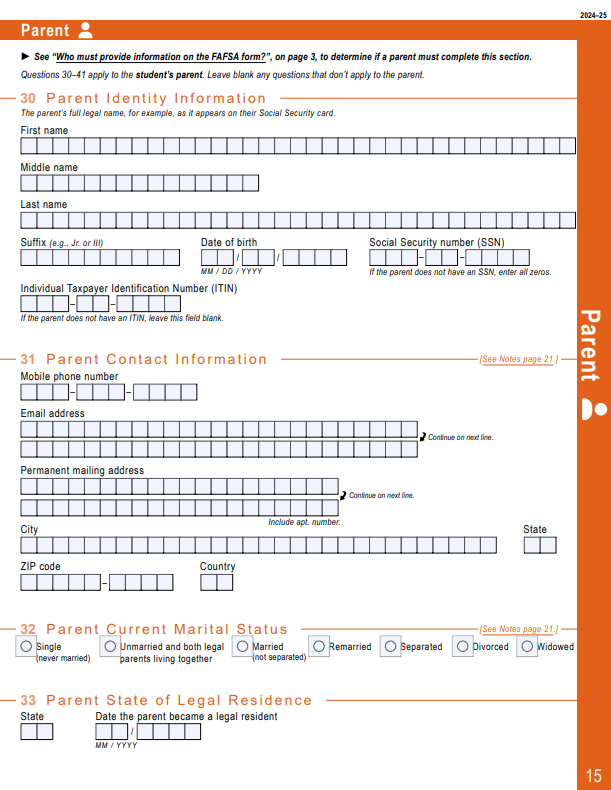 2024–25
Parent
► See “Who must provide information on the FAFSA form?”, on page 3, to determine if a parent must complete this section.
Questions 30–41 apply to the student’s parent. Leave blank any questions that don’t apply to the parent.
30 Parent Identity Information
The parent’s full legal name, for example, as it appears on their Social Security card.
First name
Middle name
Last name
Suffix (e.g., Jr. or III) Date of birth Social Security number (SSN)
/ / – –
MM / DD / YYYY If the parent does not have an SSN, enter all zeros.
Individual Taxpayer Identification Number (ITIN)
– –
If the parent does not have an ITIN, leave this field blank.
31 Parent Contact Information [See Notes page 21.]
Mobile phone number
– –
Email address
Continue on next line.
Permanent mailing address
Continue on next line.
Include apt. number.
City State
ZIP code Country
–
32 Parent Current Marital Status [See Notes page 21.]
Single Unmarried and both legal Married Remarried Separated Divorced Widowed
(never married) parents living together (not separated)
33 Parent State of Legal Residence
State Date the parent became a legal resident
/
MM / YYYY
Parent
15